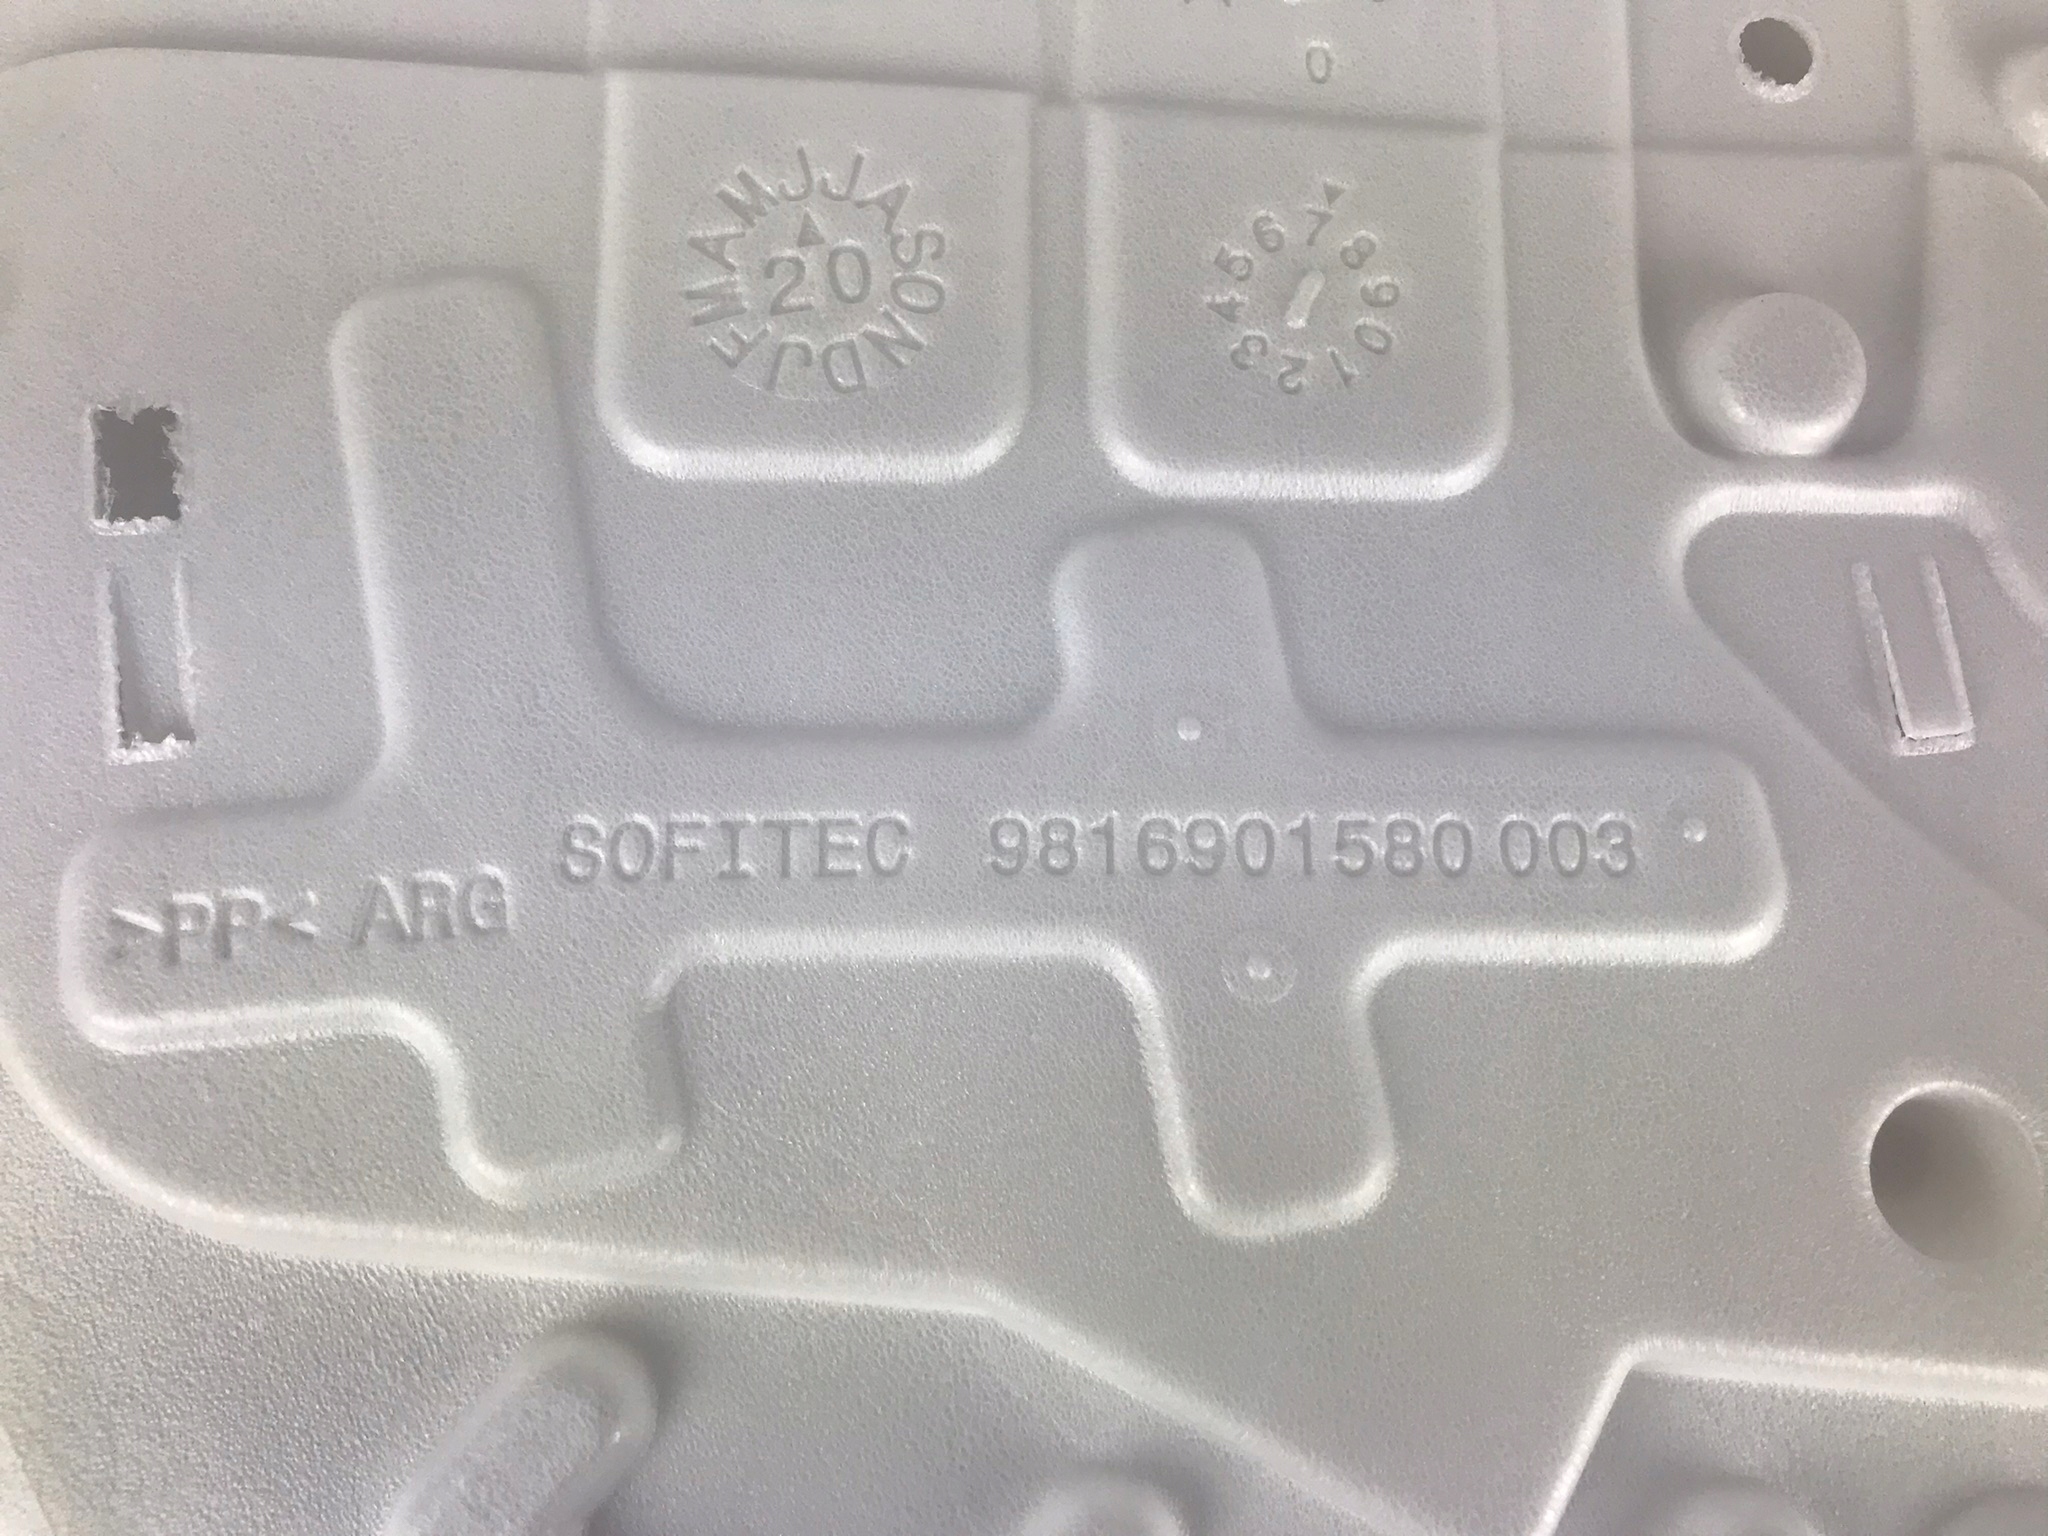 0
JFMAMJJASOND
20
1234567890
SOFITEC 9816901580 003
>PP< ARG